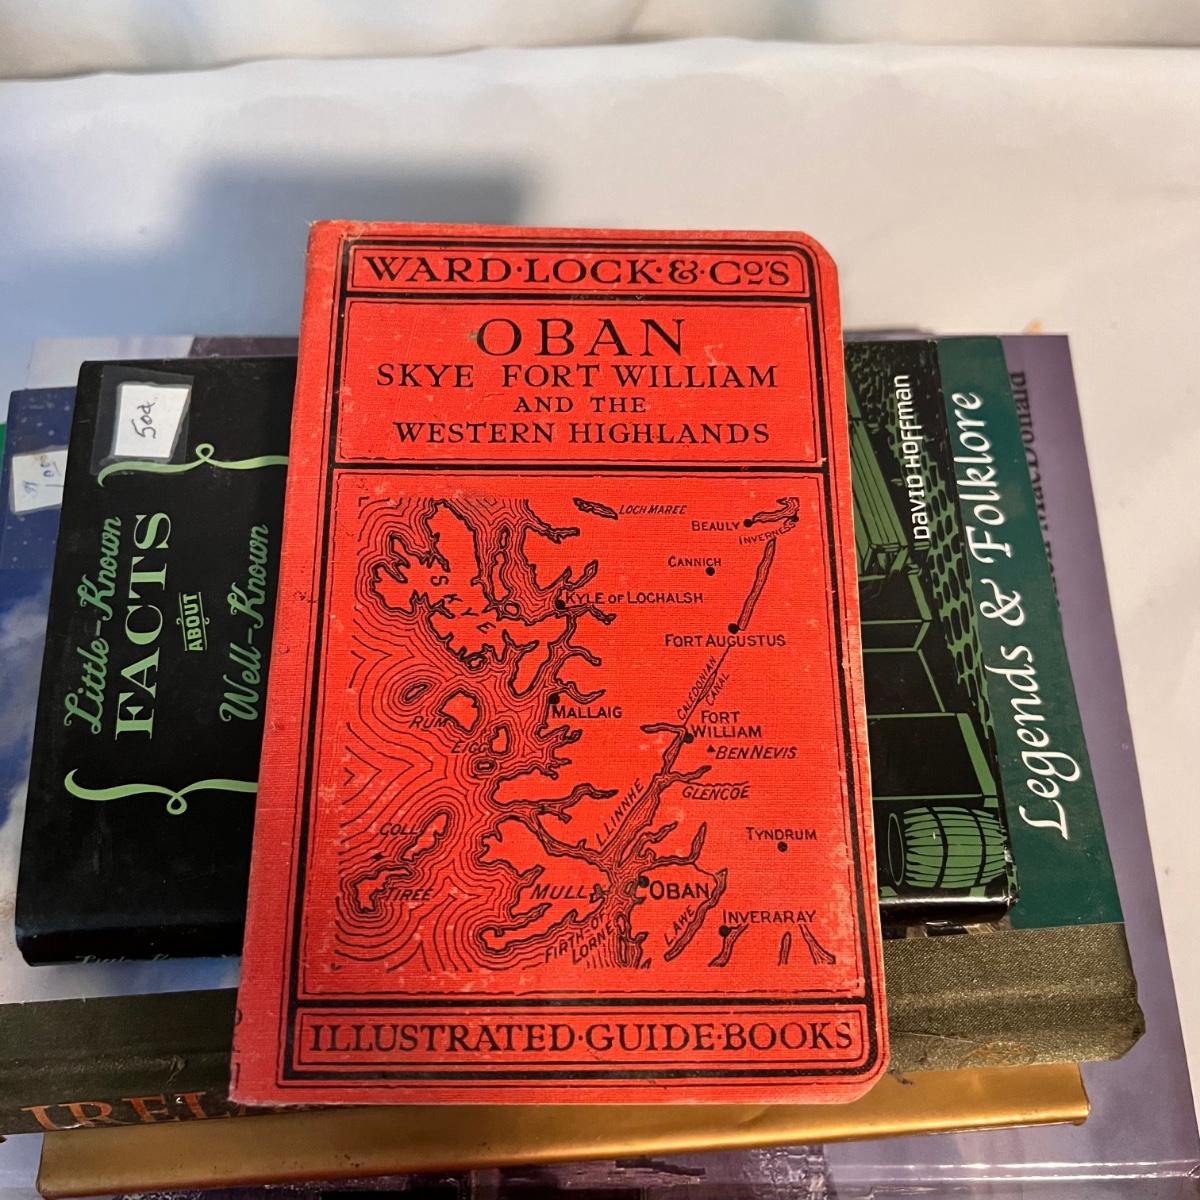 WARD·LOCK·&·Cº'S
OBAN
SKYE FORT WILLIAM
AND THE
WESTERN HIGHLANDS
LOCH MAREE
BEAULY
INVERNESS
CANNICH
SKYE
KYLE OF LOCHALSH
FORT AUGUSTUS
CALEDONIAN
CANAL
MALLAIG
RUM
FORT
WILLIAM
EIGG
BEN NEVIS
GLENCOE
L. LINNHE
COLL
TYNDRUM
TIREE
MULL
OBAN
L. AWE
INVERARAY
FIRTH-OF
LORNE
ILLUSTRATED·GUIDE·BOOKS
50¢
Little-Known
FACTS
ABOUT
Well-Known
DAVID HOFFMAN
Legends & Folklore
MacDonald